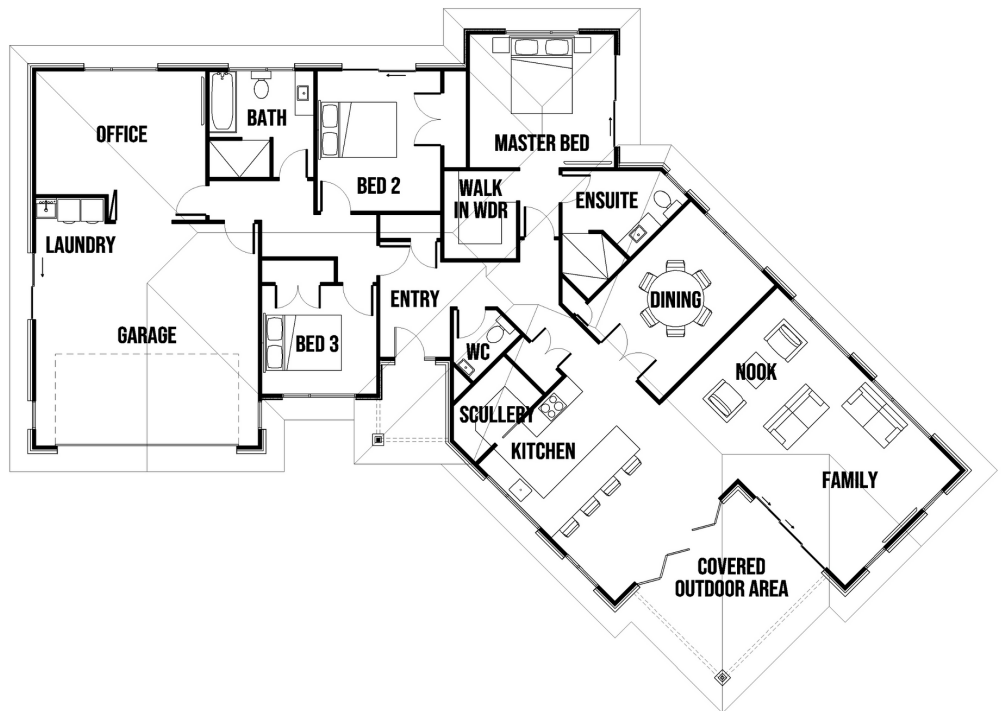 OFFICE
BATH
BED 2
MASTER BED
WALK
IN WDR
ENSUITE
LAUNDRY
GARAGE
BED 3
ENTRY
WC
DINING
NOOK
SCULLERY
KITCHEN
FAMILY
COVERED
OUTDOOR AREA